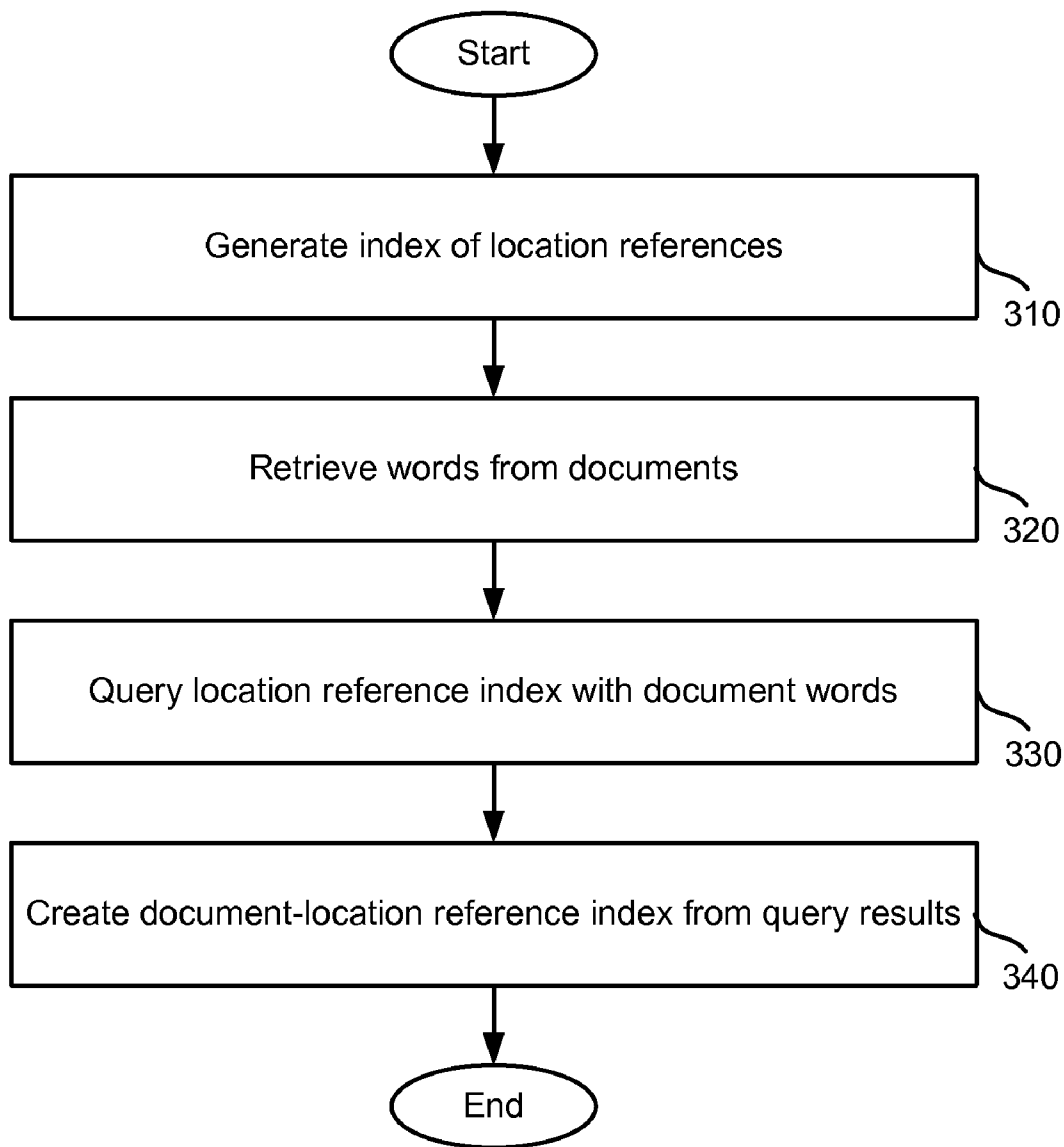 Start
Generate index of location references
310
Retrieve words from documents
320
Query location reference index with document words
330
Create document-location reference index from query results
340
End